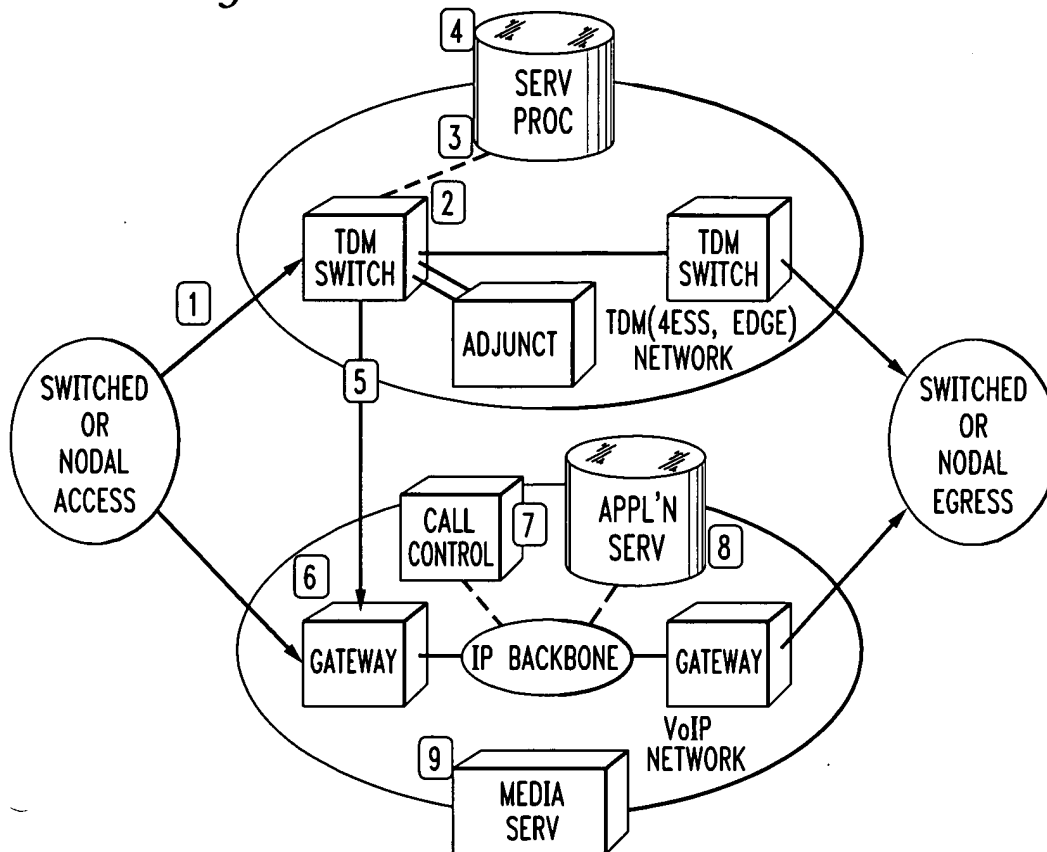 4
SERV
PROC
3
2
TDM
SWITCH
TDM
SWITCH
1
ADJUNCT
TDM(4ESS, EDGE)
NETWORK
5
SWITCHED
OR
NODAL
ACCESS
SWITCHED
OR
NODAL
EGRESS
CALL
CONTROL
7
APPL'N
SERV
8
6
GATEWAY
IP BACKBONE
GATEWAY
VoIP
NETWORK
9
MEDIA
SERV